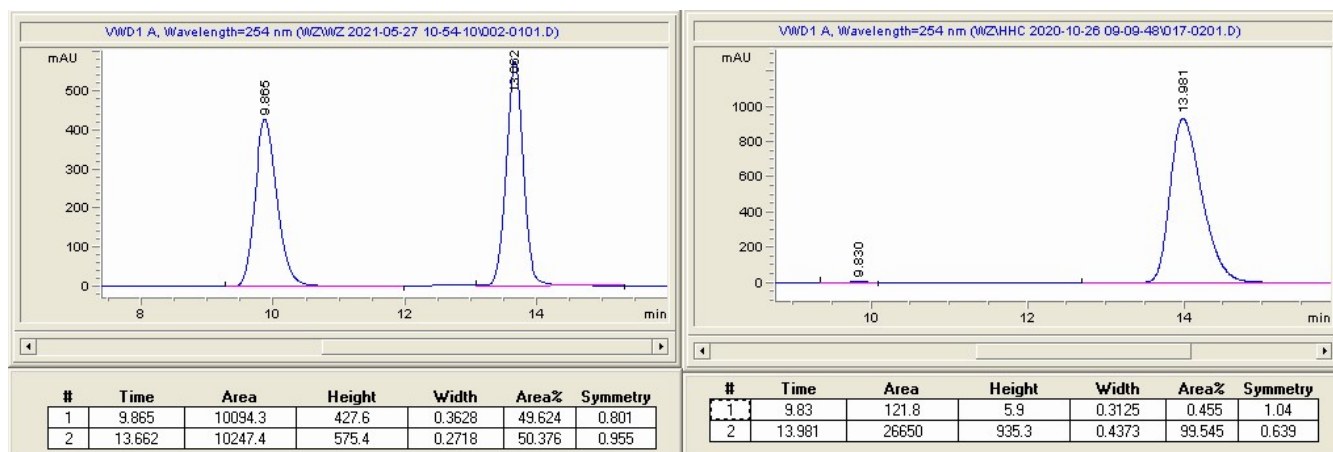 VWD1 A, Wavelength=254 nm (WZ\WZ 2021-05-27 10-54-10\002-0101.D)
mAU
500
400
300
200
100
0
9.865
13.662
8 10 12 14 min
# Time Area Height Width Area% Symmetry
1 9.865 10094.3 427.6 0.3628 49.624 0.801
2 13.662 10247.4 575.4 0.2718 50.376 0.955
VWD1 A, Wavelength=254 nm (WZ\HHC 2020-10-26 09-09-48\017-0201.D)
mAU
1000
800
600
400
200
0
9.830
13.981
10 12 14 min
# Time Area Height Width Area% Symmetry
1 9.83 121.8 5.9 0.3125 0.455 1.04
2 13.981 26650 935.3 0.4373 99.545 0.639